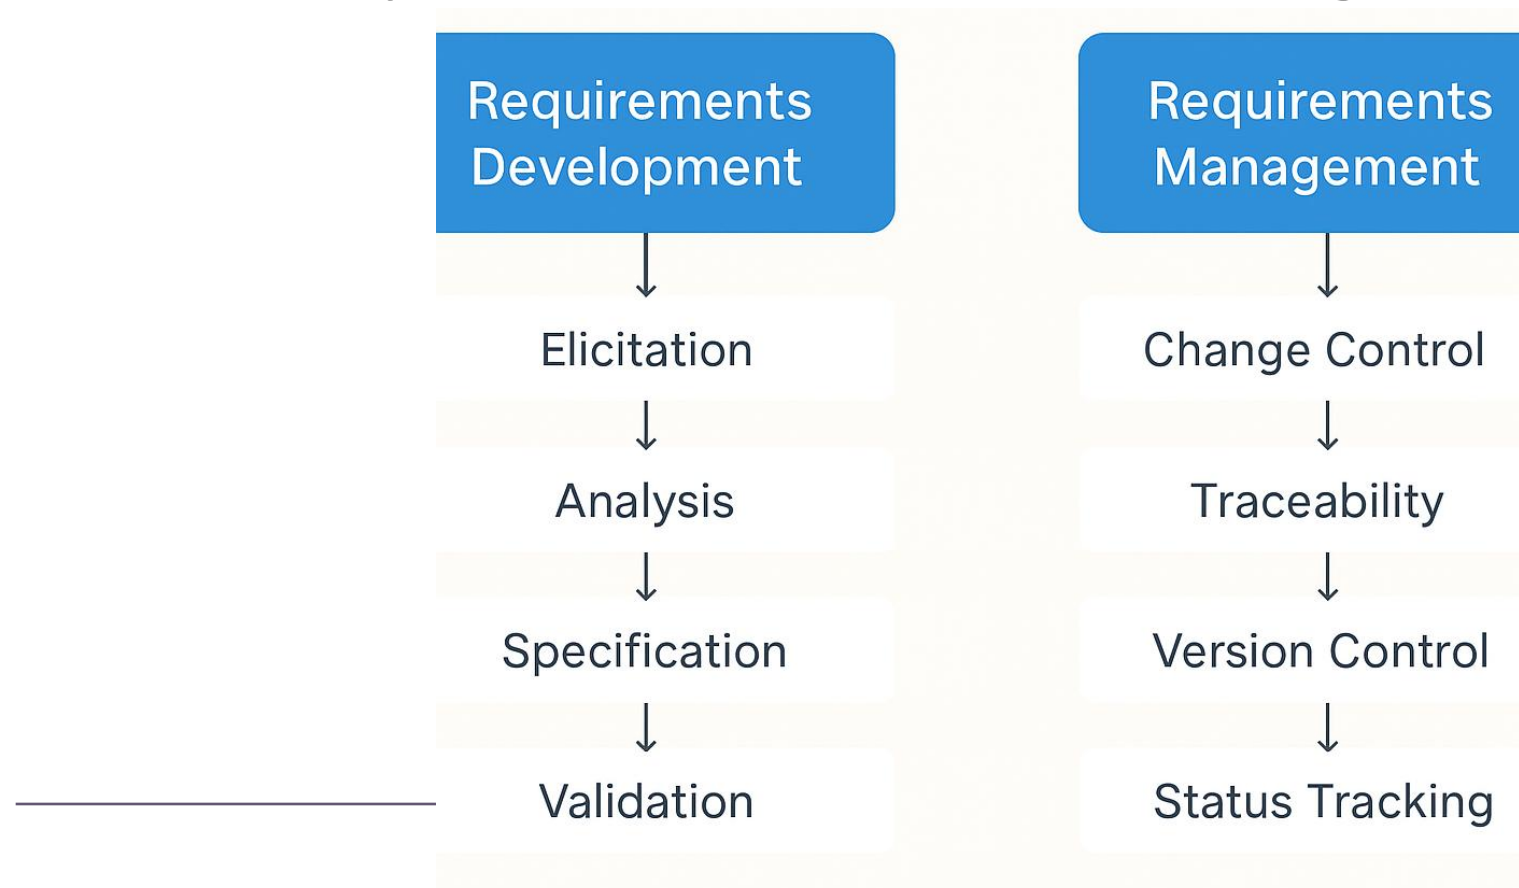 Requirements
Development
Elicitation
Analysis
Specification
Validation
Requirements
Management
Change Control
Traceability
Version Control
Status Tracking